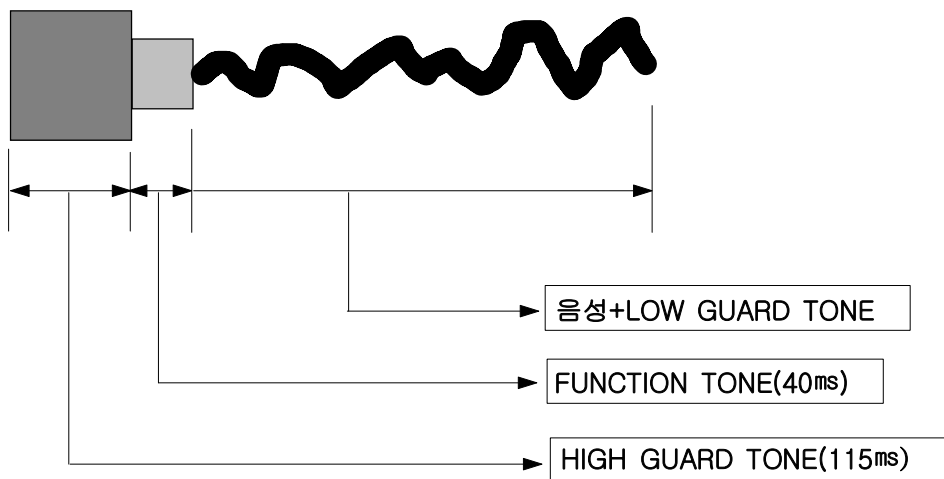 음성+LOW GUARD TONE
FUNCTION TONE(40㎳)
HIGH GUARD TONE(115㎳)